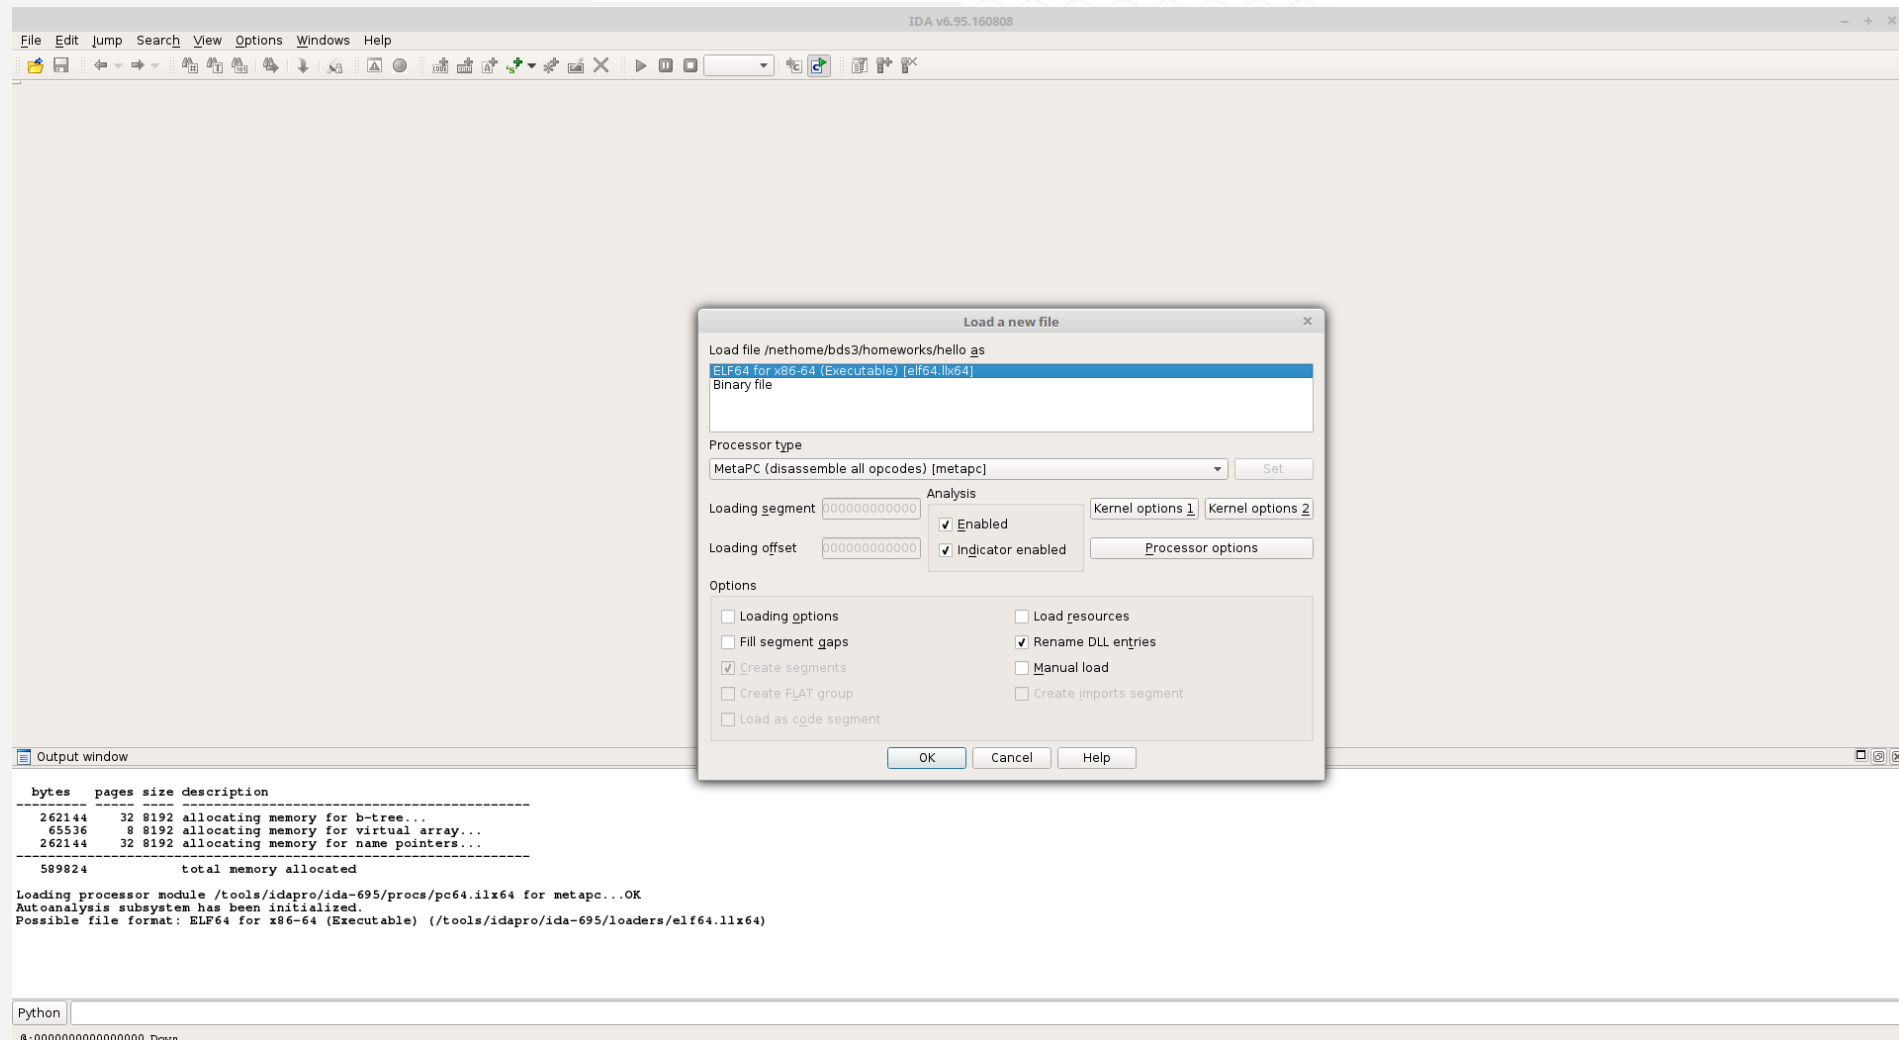 IDA v6.95.160808
File Edit Jump Search View Options Windows Help
Load a new file
Load file /nethome/bds3/homeworks/hello as
ELF64 for x86-64 (Executable) [elf64.llx64]
Binary file
Processor type
MetaPC (disassemble all opcodes) [metapc]
Set
Loading segment 000000000000
Analysis
Kernel options 1 Kernel options 2
Enabled
Loading offset 000000000000
Indicator enabled
Processor options
Options
Loading options
Load resources
Fill segment gaps
Rename DLL entries
Create segments
Manual load
Create FLAT group
Create imports segment
Load as code segment
OK Cancel Help
Output window
bytes pages size description
--------- ----- ---- --------------------------------------------
262144 32 8192 allocating memory for b-tree...
65536 8 8192 allocating memory for virtual array...
262144 32 8192 allocating memory for name pointers...
-----------------------------------------------------------------
589824 total memory allocated
Loading processor module /tools/idapro/ida-695/procs/pc64.ilx64 for metapc...OK
Autoanalysis subsystem has been initialized.
Possible file format: ELF64 for x86-64 (Executable) (/tools/idapro/ida-695/loaders/elf64.llx64)
Python
@:0000000000000000 Down